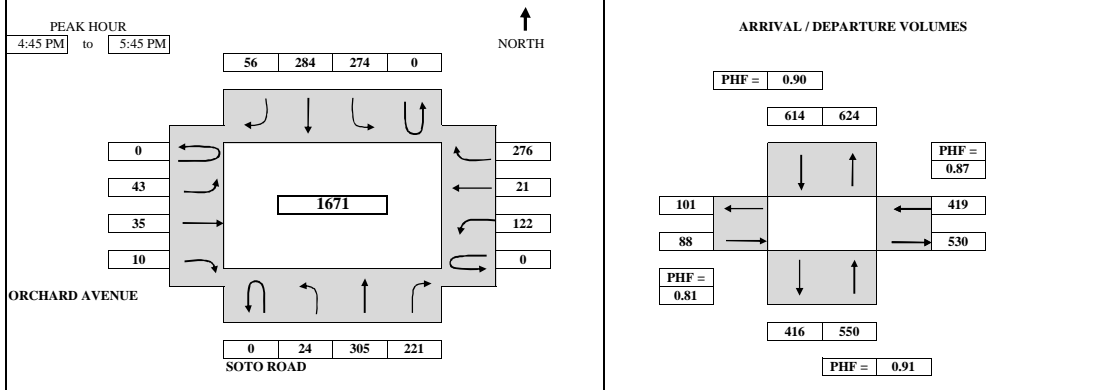 PEAK HOUR
4:45 PM to 5:45 PM
NORTH
56 284 274 0
0
43
35
10
276
21
122
0
1671
ORCHARD AVENUE
0 24 305 221
SOTO ROAD
ARRIVAL / DEPARTURE VOLUMES
PHF = 0.90
614 624
PHF =
0.87
101
88
419
530
PHF =
0.81
416 550
PHF = 0.91